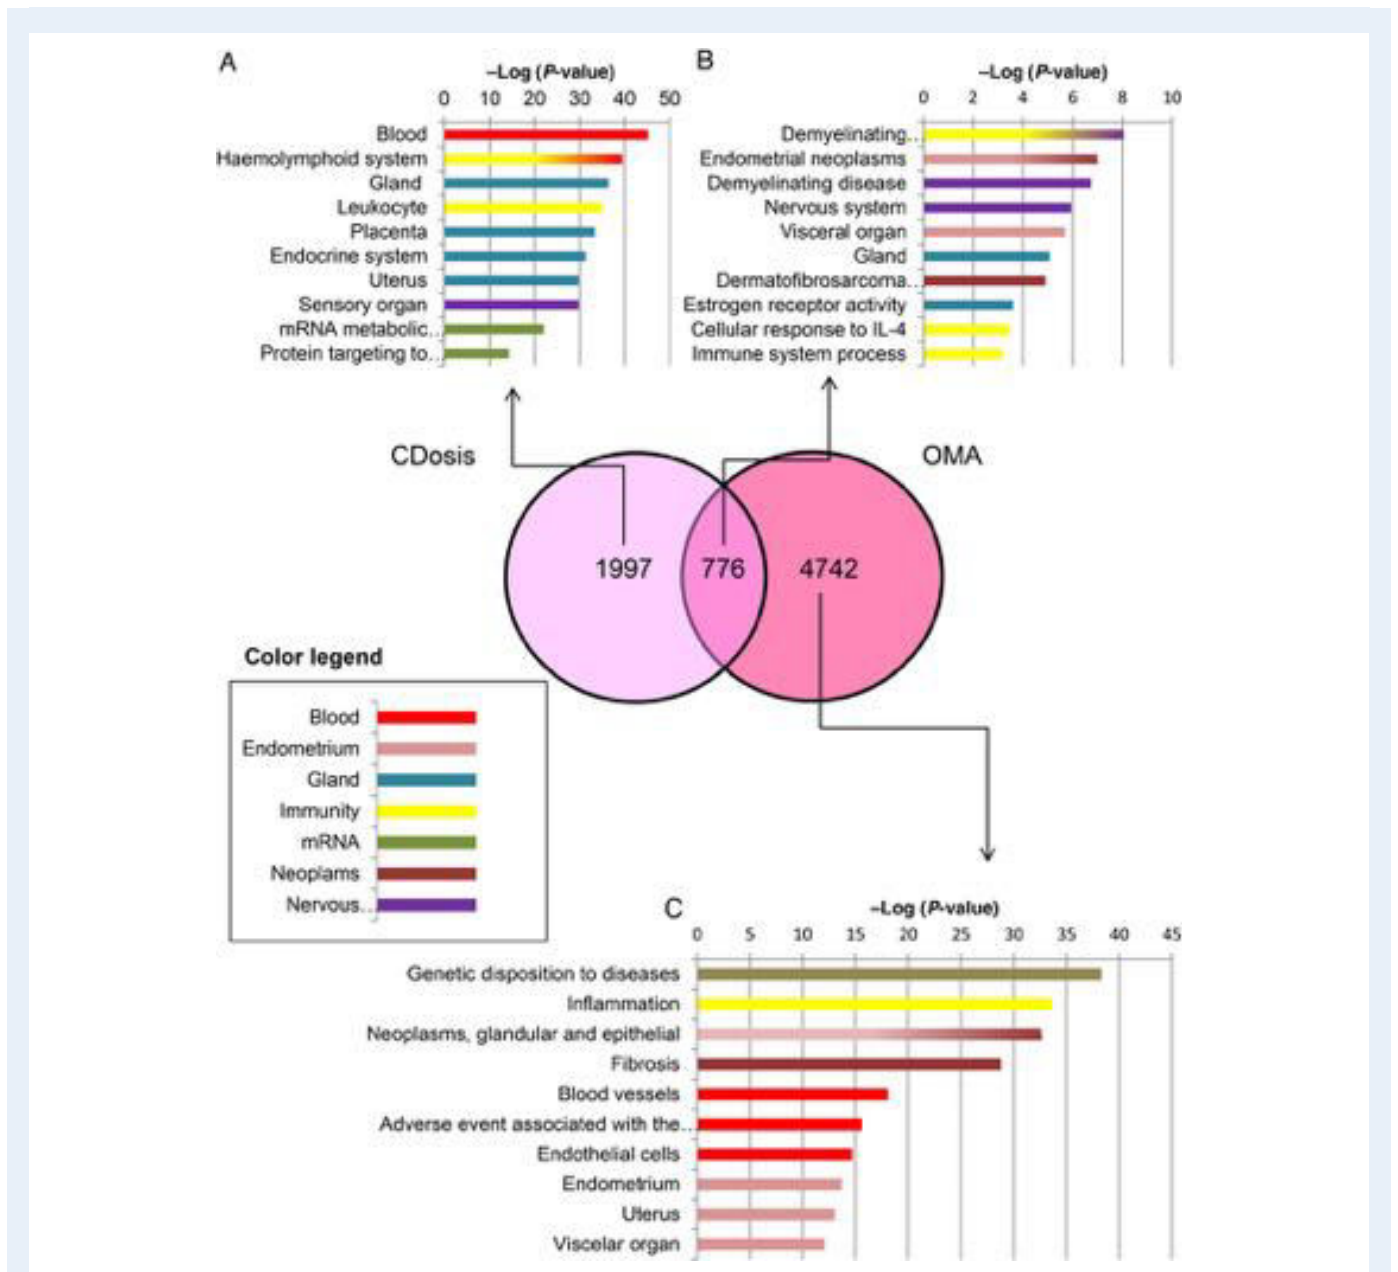 A
–Log (P-value)
0 10 20 30 40 50
Blood
Haemolymphoid system
Gland
Leukocyte
Placenta
Endocrine system
Uterus
Sensory organ
mRNA metabolic...
Protein targeting to...
B
–Log (P-value)
0 2 4 6 8 10
Demyelinating...
Endometrial neoplasms
Demyelinating disease
Nervous system
Visceral organ
Gland
Dermatofibrosarcoma...
Estrogen receptor activity
Cellular response to IL-4
Immune system process
CDosis
OMA
1997 776 4742
Color legend
Blood
Endometrium
Gland
Immunity
mRNA
Neoplams
Nervous...
C
–Log (P-value)
0 5 10 15 20 25 30 35 40 45
Genetic disposition to diseases
Inflammation
Neoplasms, glandular and epithelial
Fibrosis
Blood vessels
Adverse event associated with the...
Endothelial cells
Endometrium
Uterus
Viscelar organ